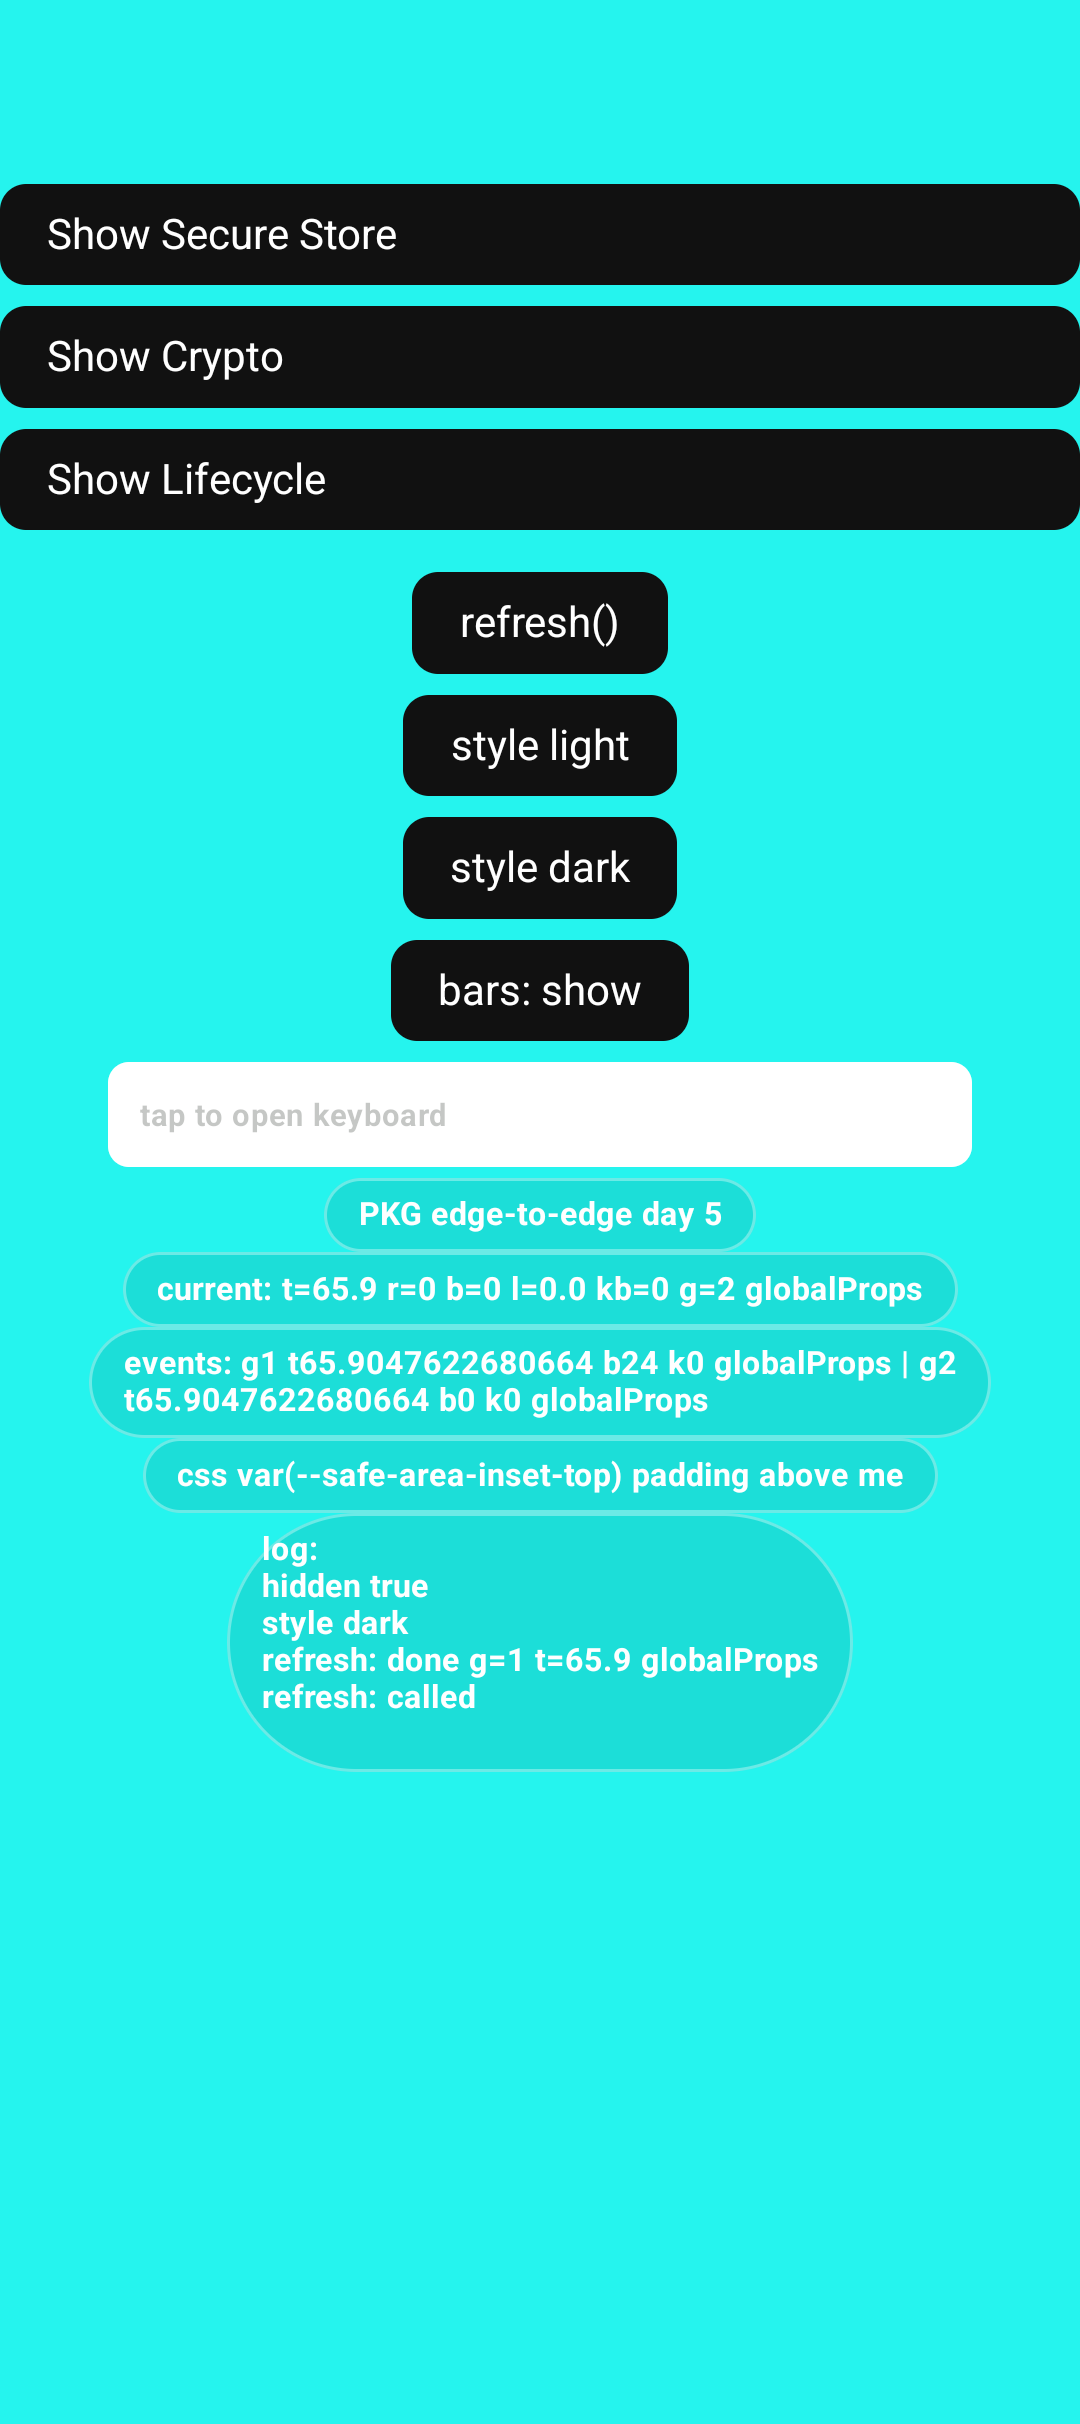 Show Secure Store
Show Crypto
Show Lifecycle
refresh()
style light
style dark
bars: show
tap to open keyboard
PKG edge-to-edge day 5
current: t=65.9 r=0 b=0 l=0.0 kb=0 g=2 globalProps
events: g1 t65.9047622680664 b24 k0 globalProps | g2
t65.9047622680664 b0 k0 globalProps
css var(--safe-area-inset-top) padding above me
log:
hidden true
style dark
refresh: done g=1 t=65.9 globalProps
refresh: called